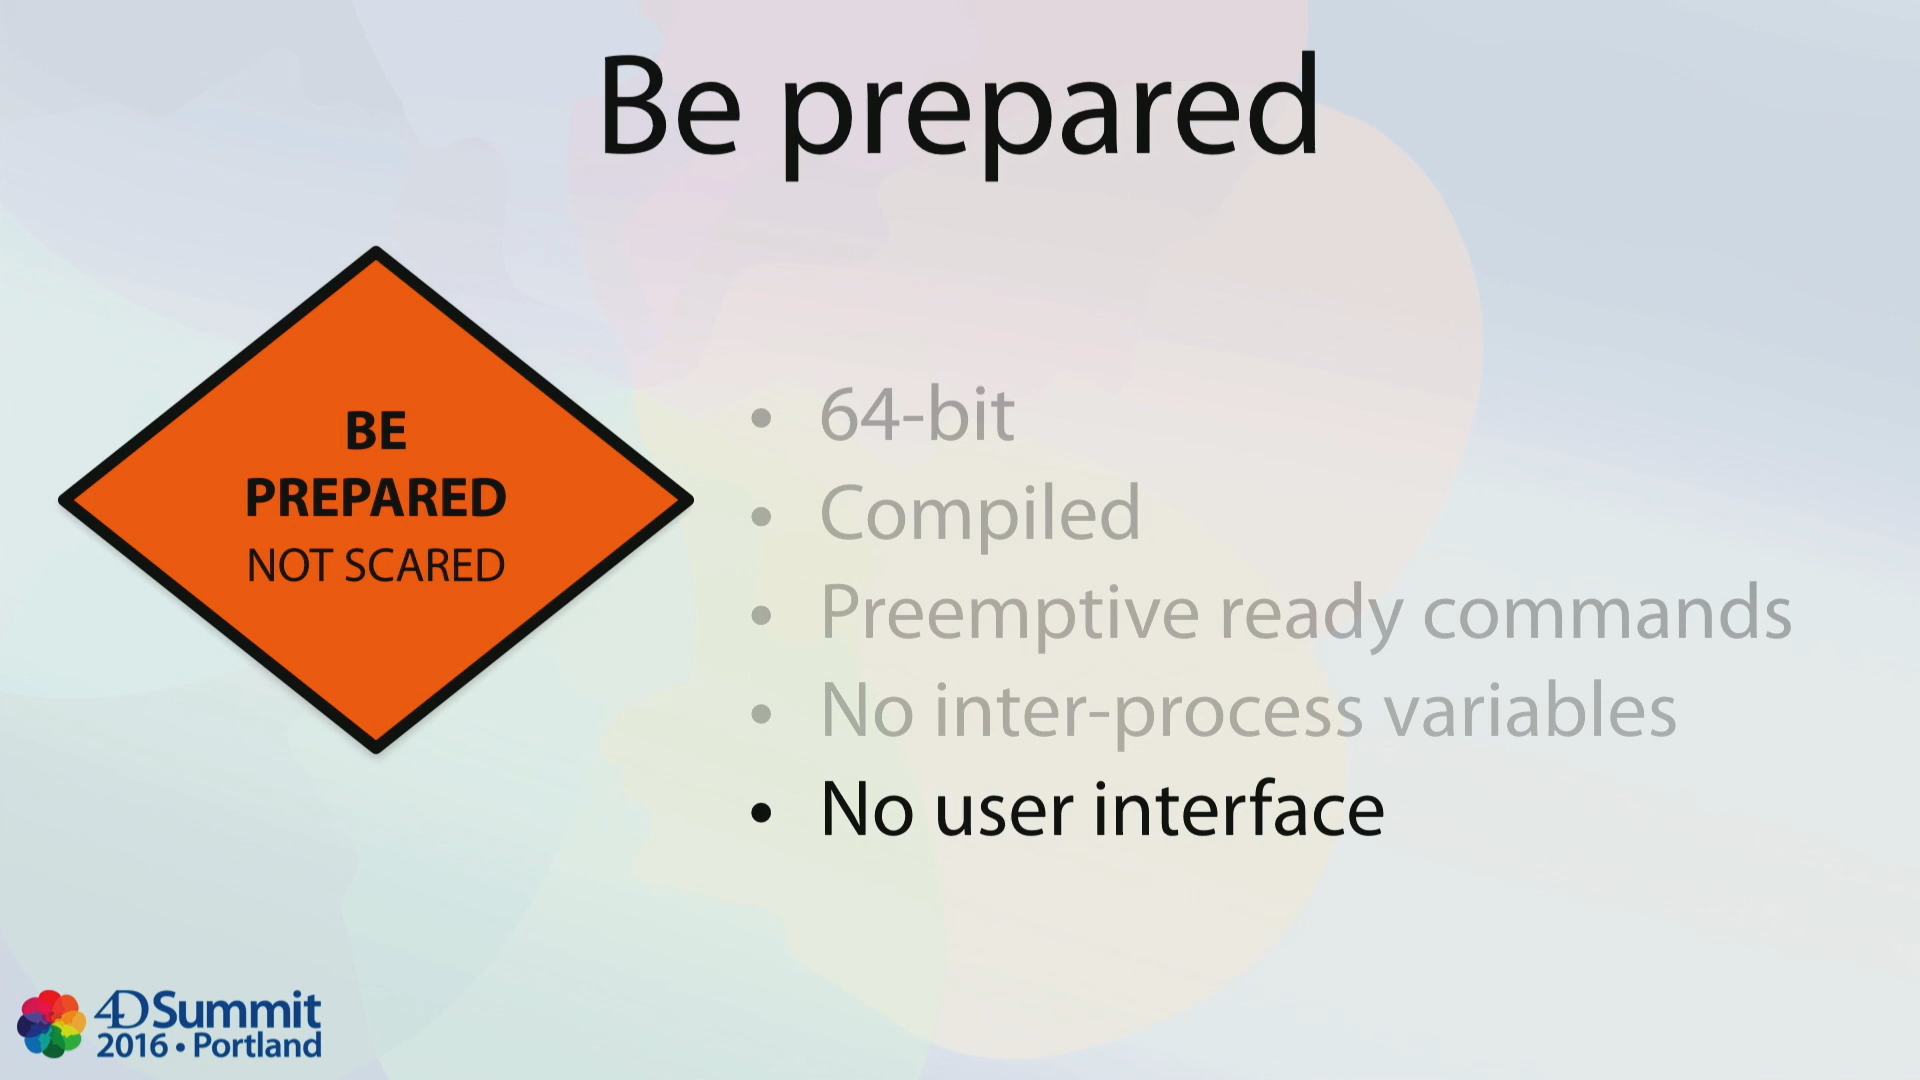 Be prepared
BE
PREPARED
NOT SCARED
• 64-bit
• Compiled
• Preemptive ready commands
• No inter-process variables
• No user interface
4D Summit
2016 • Portland